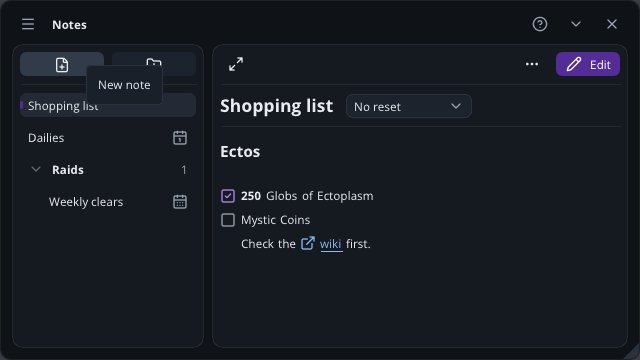 Notes
New note
Shopping list
Dailies
Raids 1
Weekly clears
Edit
Shopping list No reset
Ectos
250 Globs of Ectoplasm
Mystic Coins
Check the wiki first.